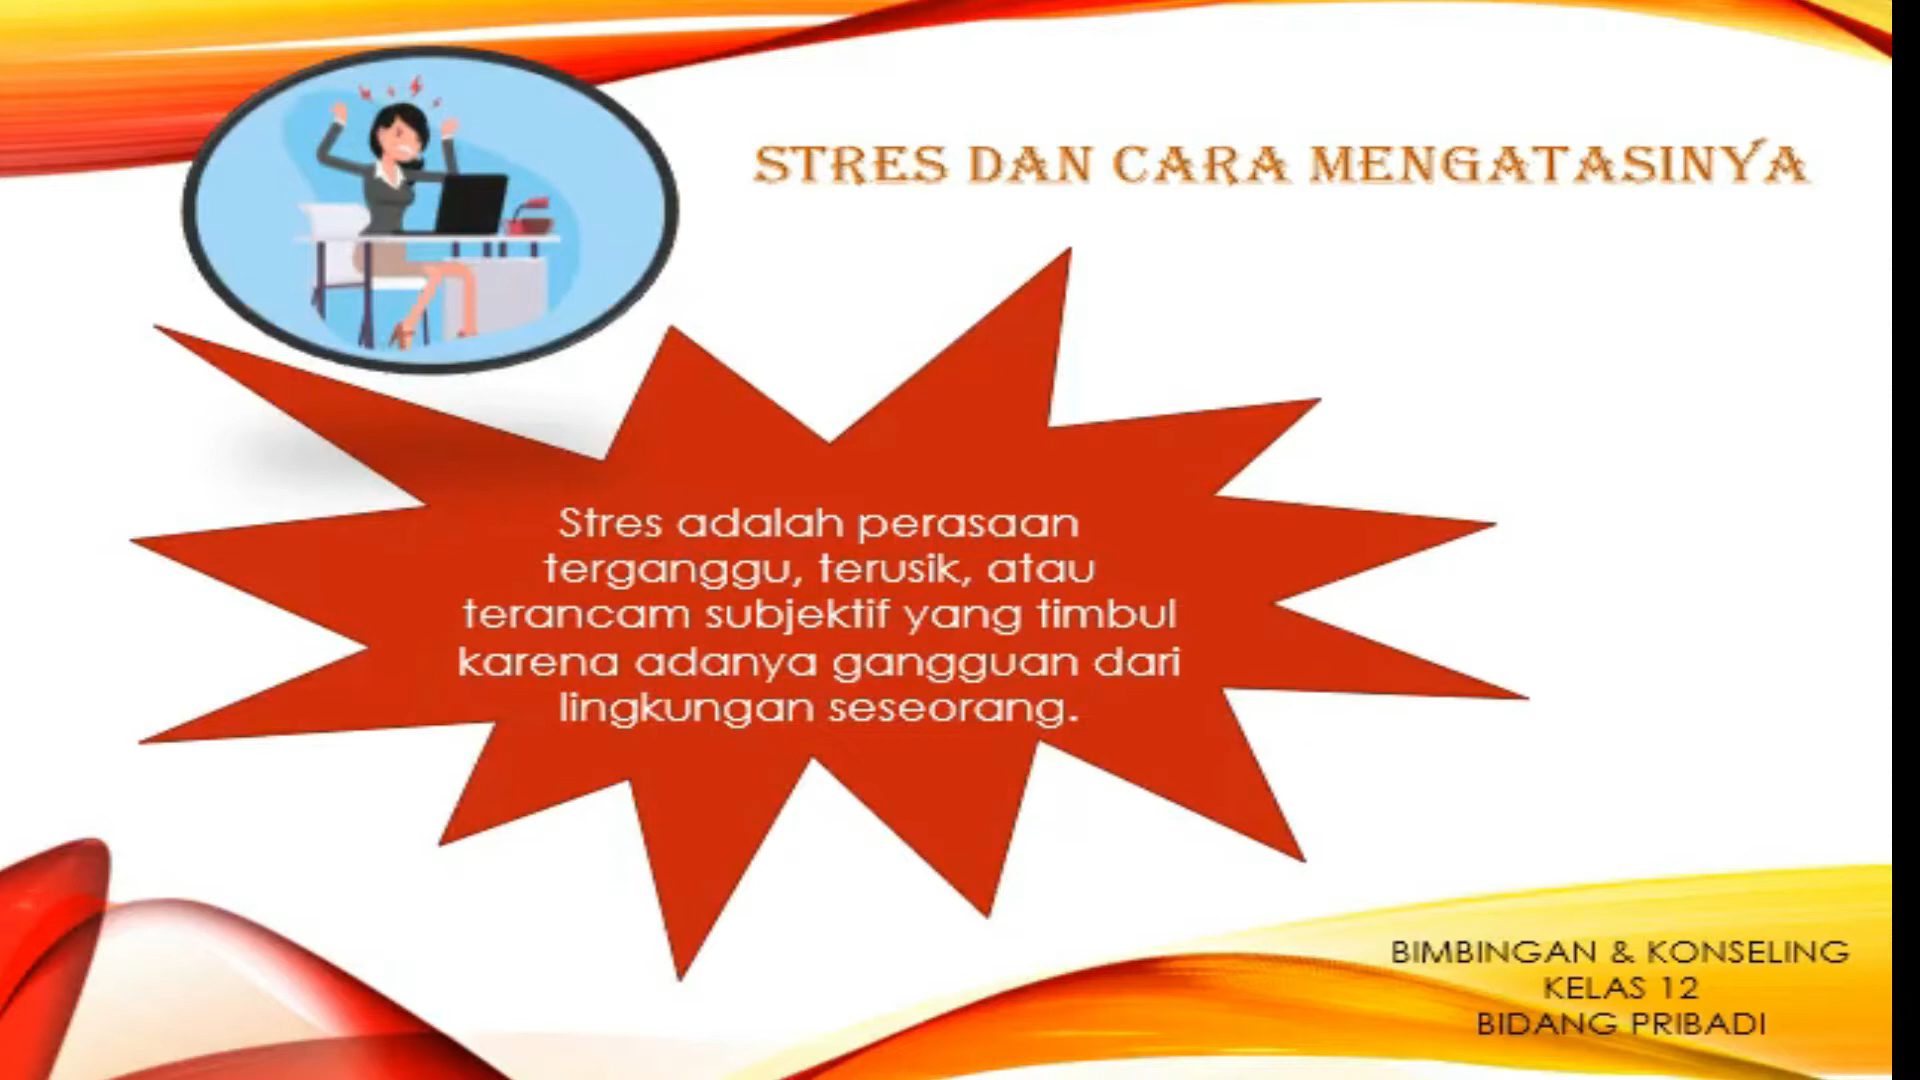 STRES DAN CARA MENGATASINYA
Stres adalah perasaan
terganggu, terusik, atau
terancam subjektif yang timbul
karena adanya gangguan dari
lingkungan seseorang.
BIMBINGAN & KONSELING
KELAS 12
BIDANG PRIBADI